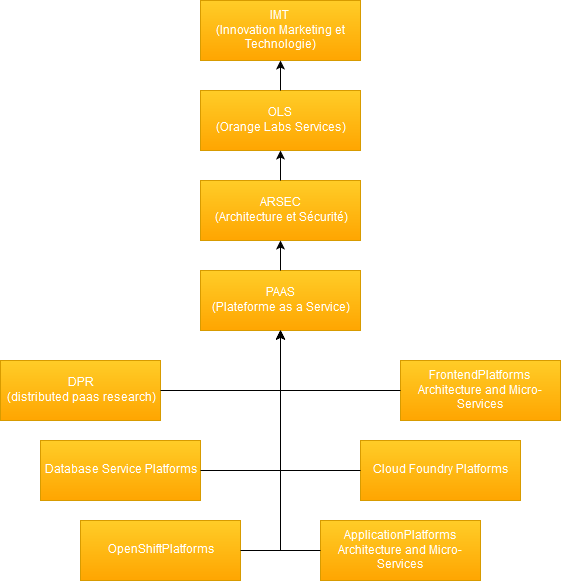 IMT
(Innovation Marketing et
Technologie)
OLS
(Orange Labs Services)
ARSEC
(Architecture et Sécurité)
PAAS
(Plateforme as a Service)
DPR
(distributed paas research)
FrontendPlatforms
Architecture and Micro-
Services
Database Service Platforms
Cloud Foundry Platforms
OpenShiftPlatforms
ApplicationPlatforms
Architecture and Micro-
Services